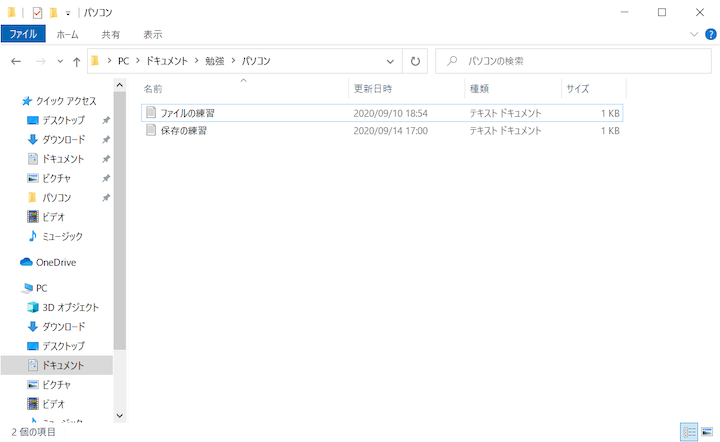 パソコン
ファイル ホーム 共有 表示
PC ドキュメント 勉強 パソコン パソコンの検索
名前 更新日時 種類 サイズ
ファイルの練習 2020/09/10 18:54 テキスト ドキュメント 1 KB
保存の練習 2020/09/14 17:00 テキスト ドキュメント 1 KB
クイック アクセス
デスクトップ
ダウンロード
ドキュメント
ピクチャ
パソコン
ビデオ
ミュージック
OneDrive
PC
3D オブジェクト
ダウンロード
デスクトップ
ドキュメント
ピクチャ
ビデオ
2 個の項目